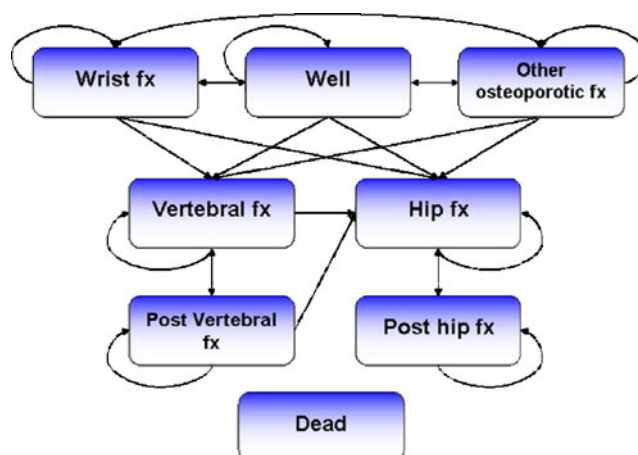 Wrist fx
Well
Other
osteoporotic fx
Vertebral fx
Hip fx
Post Vertebral
fx
Post hip fx
Dead